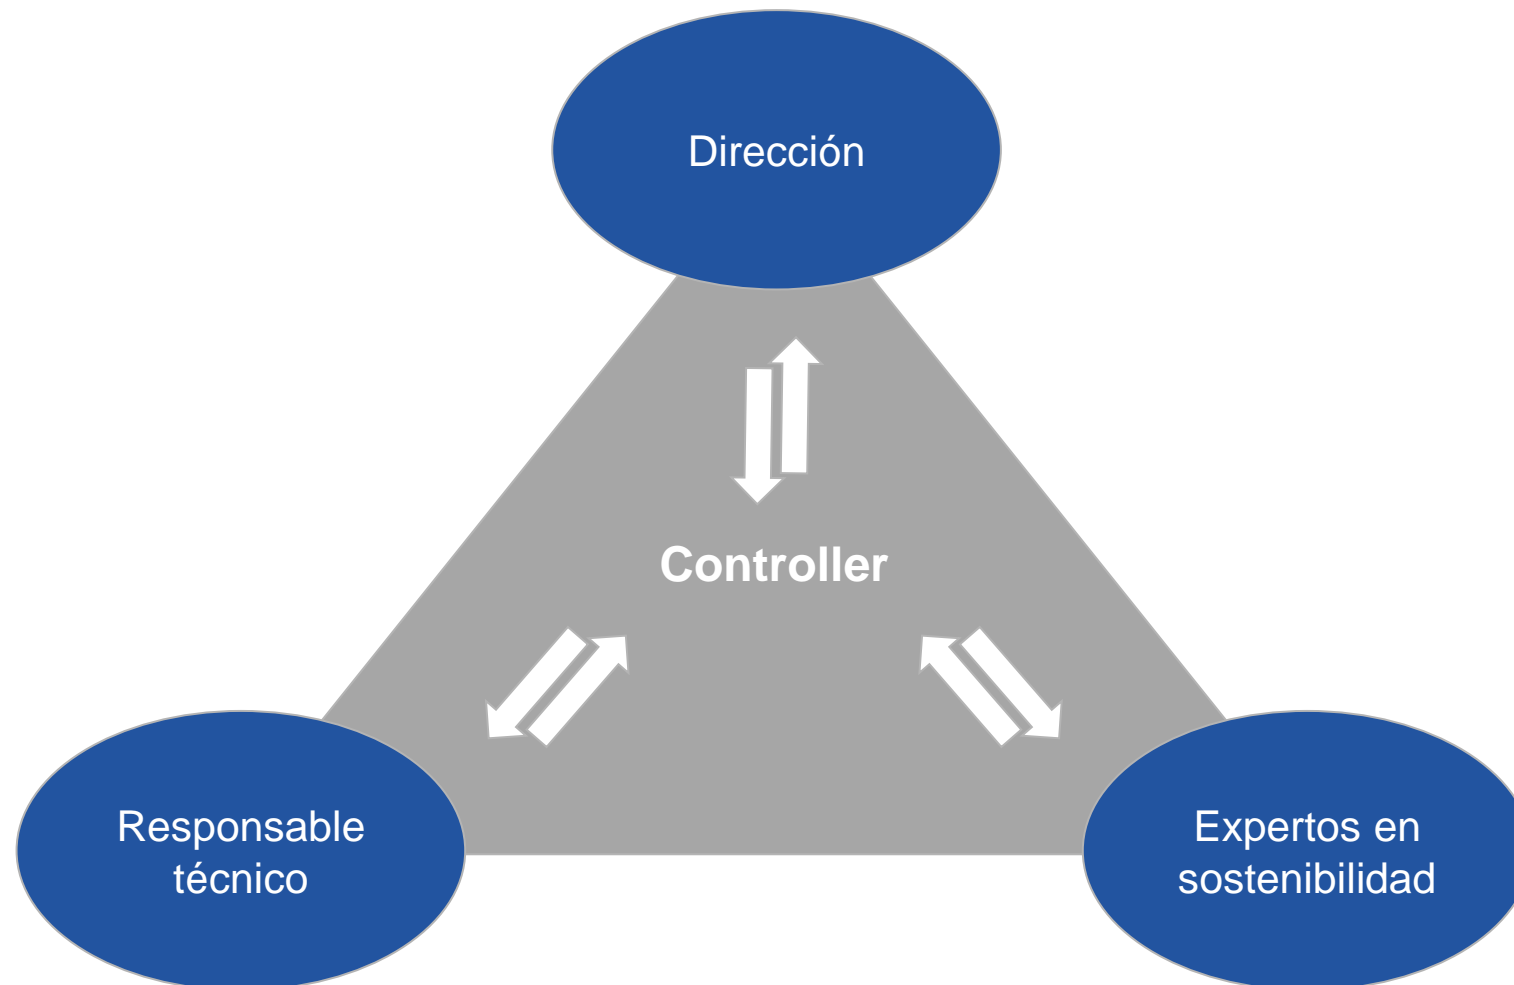 Dirección
Controller
Responsable
técnico
Expertos en
sostenibilidad